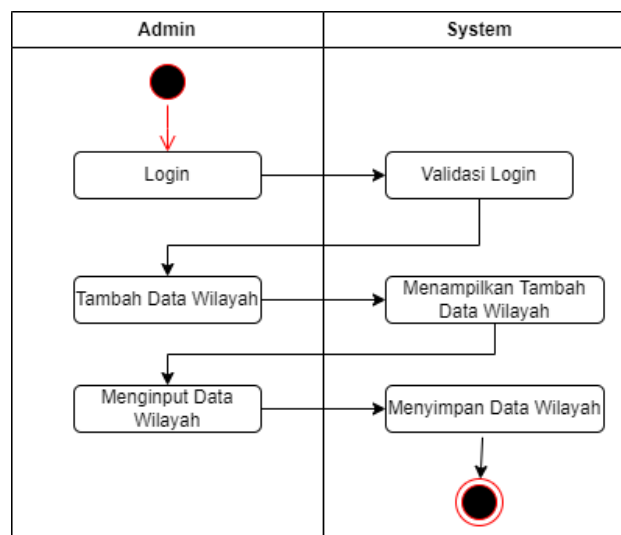 Admin
System
Login
Validasi Login
Tambah Data Wilayah
Menampilkan Tambah
Data Wilayah
Menginput Data
Wilayah
Menyimpan Data Wilayah